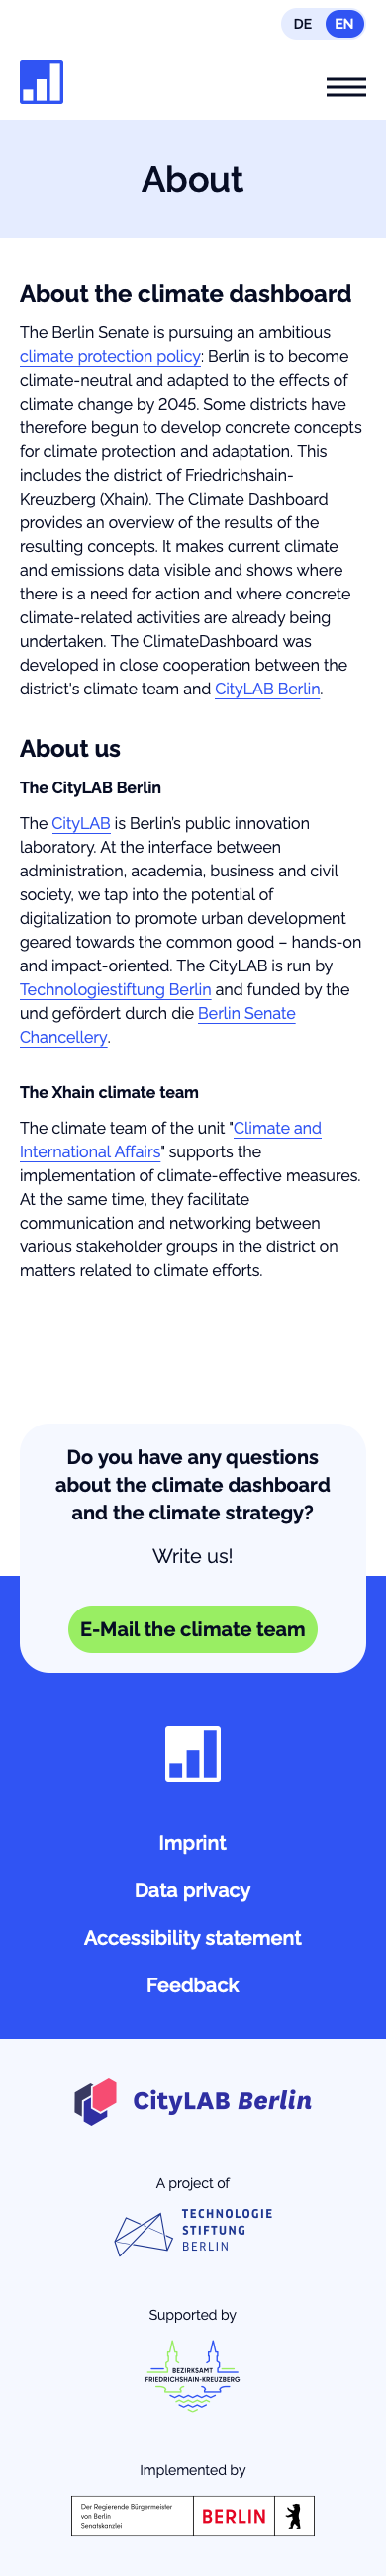 DE EN
About
About the climate dashboard
The Berlin Senate is pursuing an ambitious
climate protection policy: Berlin is to become
climate-neutral and adapted to the effects of
climate change by 2045. Some districts have
therefore begun to develop concrete concepts
for climate protection and adaptation. This
includes the district of Friedrichshain-
Kreuzberg (Xhain). The Climate Dashboard
provides an overview of the results of the
resulting concepts. It makes current climate
and emissions data visible and shows where
there is a need for action and where concrete
climate-related activities are already being
undertaken. The ClimateDashboard was
developed in close cooperation between the
district's climate team and CityLAB Berlin.
About us
The CityLAB Berlin
The CityLAB is Berlin's public innovation
laboratory. At the interface between
administration, academia, business and civil
society, we tap into the potential of
digitalization to promote urban development
geared towards the common good – hands-on
and impact-oriented. The CityLAB is run by
Technologiestiftung Berlin and funded by the
und gefördert durch die Berlin Senate
Chancellery.
The Xhain climate team
The climate team of the unit "Climate and
International Affairs" supports the
implementation of climate-effective measures.
At the same time, they facilitate
communication and networking between
various stakeholder groups in the district on
matters related to climate efforts.
Do you have any questions
about the climate dashboard
and the climate strategy?
Write us!
E-Mail the climate team
Imprint
Data privacy
Accessibility statement
Feedback
CityLAB Berlin
A project of
TECHNOLOGIE
STIFTUNG
BERLIN
Supported by
BEZIRKSAMT
FRIEDRICHSHAIN-KREUZBERG
Implemented by
Der Regierende Bürgermeister
von Berlin
Senatskanzlei
BERLIN